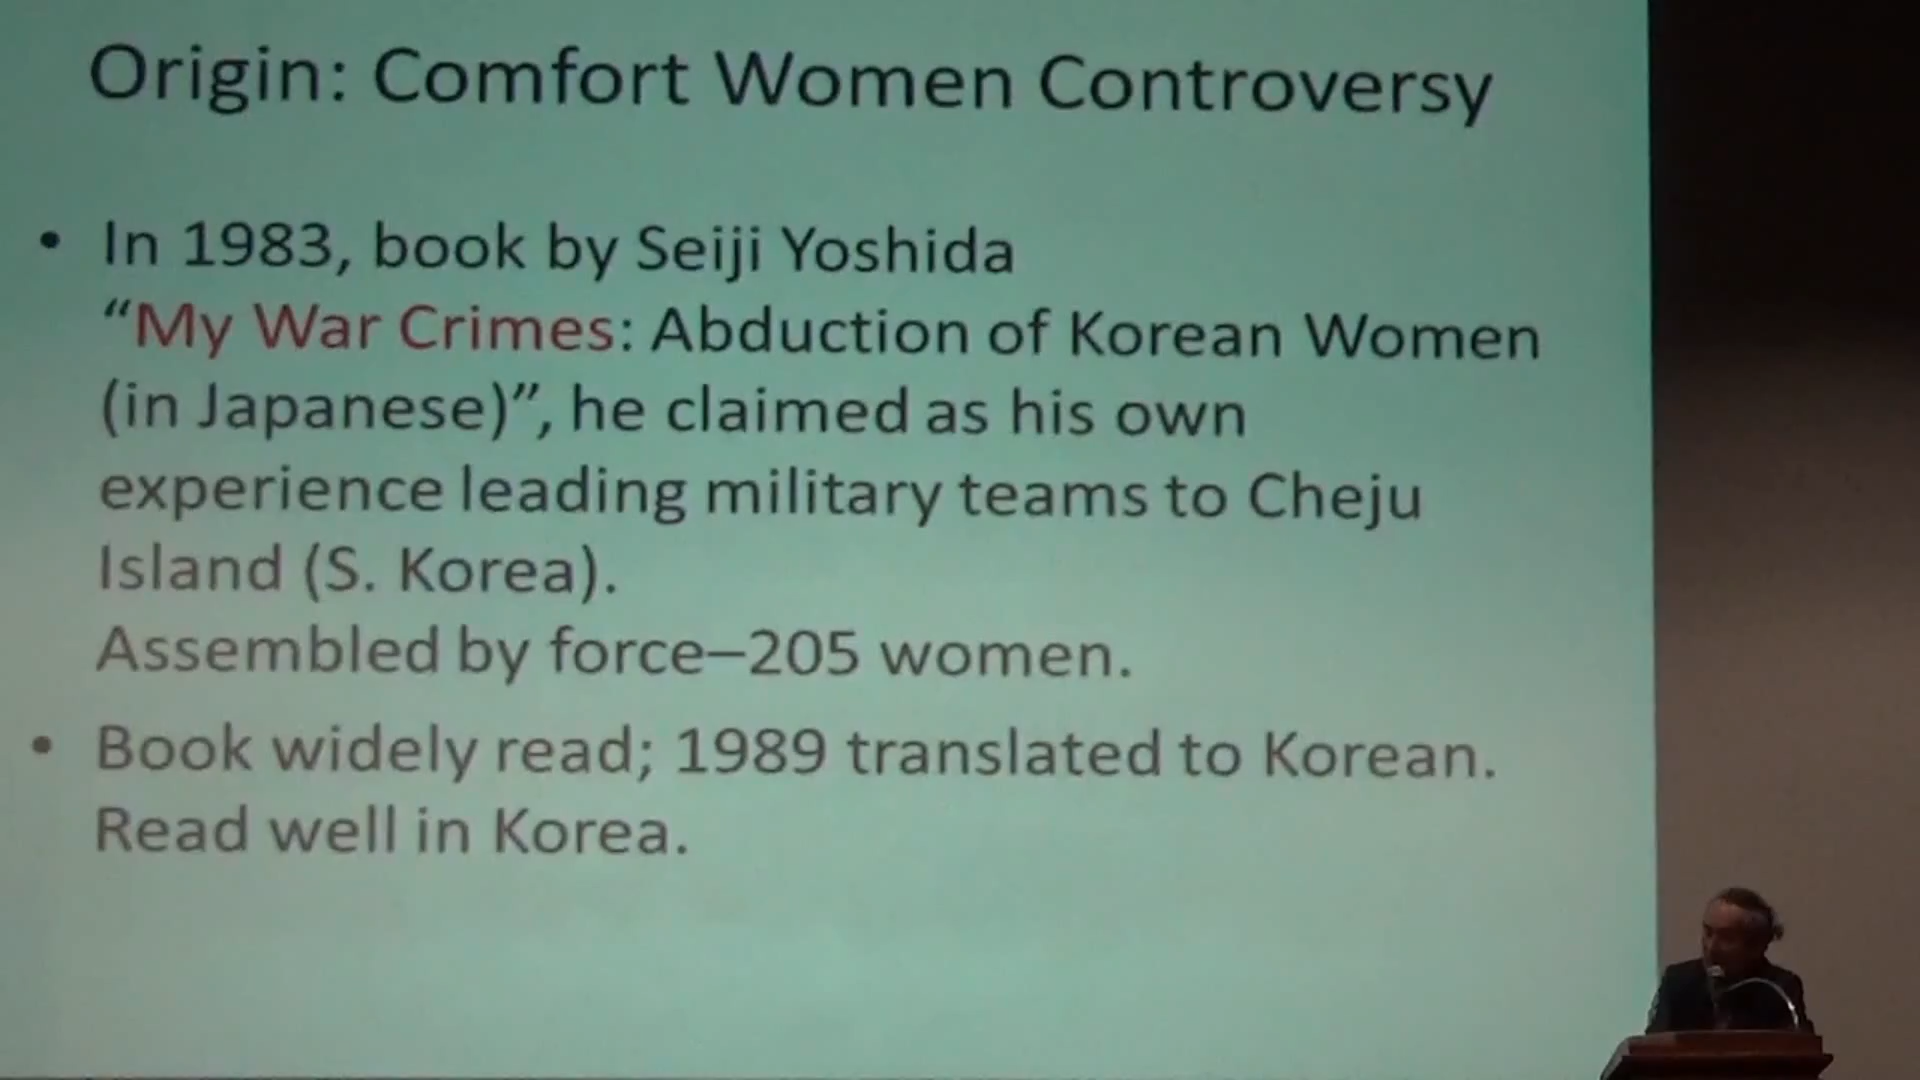 Origin: Comfort Women Controversy
• In 1983, book by Seiji Yoshida
“My War Crimes: Abduction of Korean Women
(in Japanese)”, he claimed as his own
experience leading military teams to Cheju
Island (S. Korea).
Assembled by force–205 women.
• Book widely read; 1989 translated to Korean.
Read well in Korea.